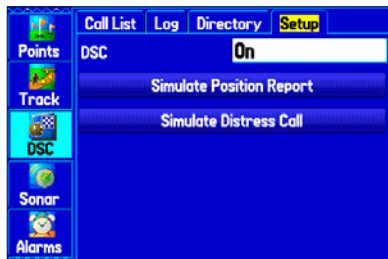 Call List Log Directory Setup
Points
DSC On
Simulate Position Report
Track
Simulate Distress Call
DSC
Sonar
Alarms